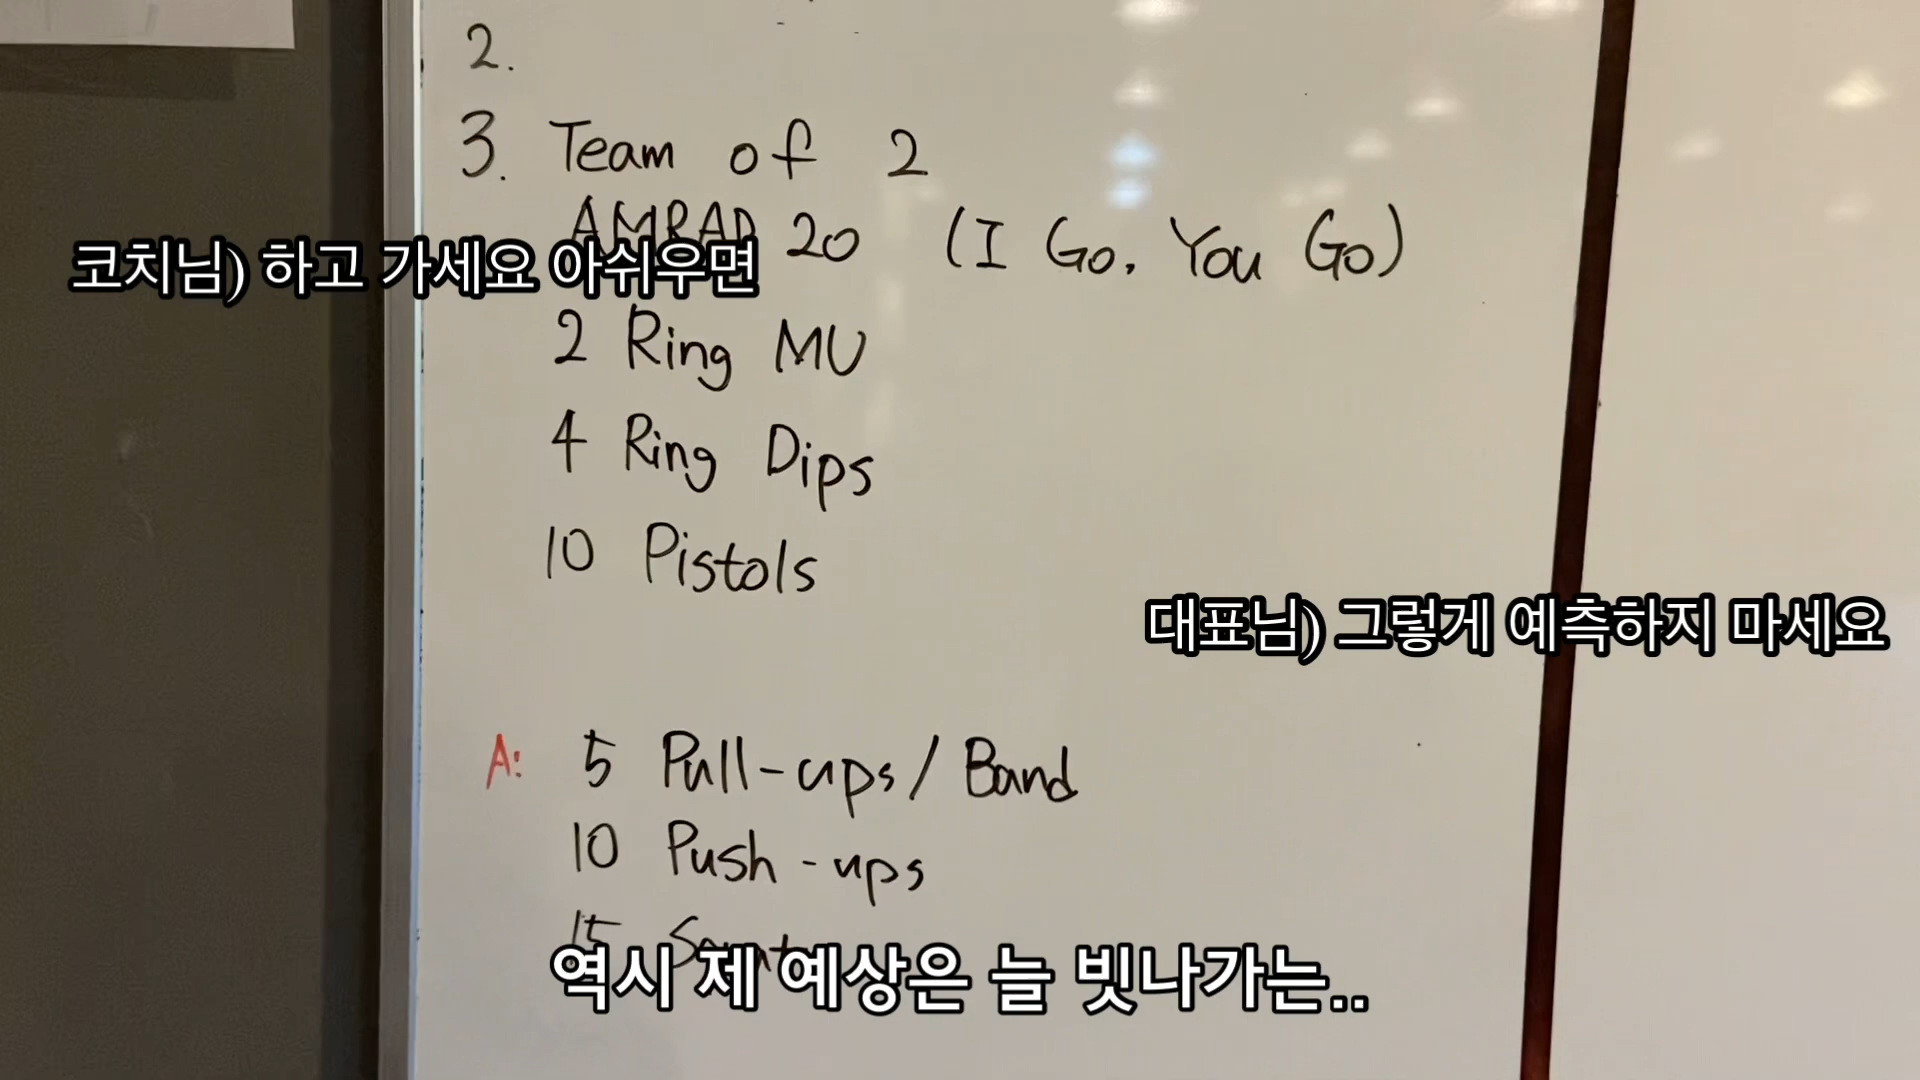 2.
3. Team of 2
AMRAP 20 (I Go, You Go)
코치님) 하고 가세요 아쉬우면
2 Ring MU
4 Ring Dips
10 Pistols
대표님) 그렇게 예측하지 마세요
A: 5 Pull-ups / Band
10 Push-ups
15
역시 제 예상은 늘 빗나가는..